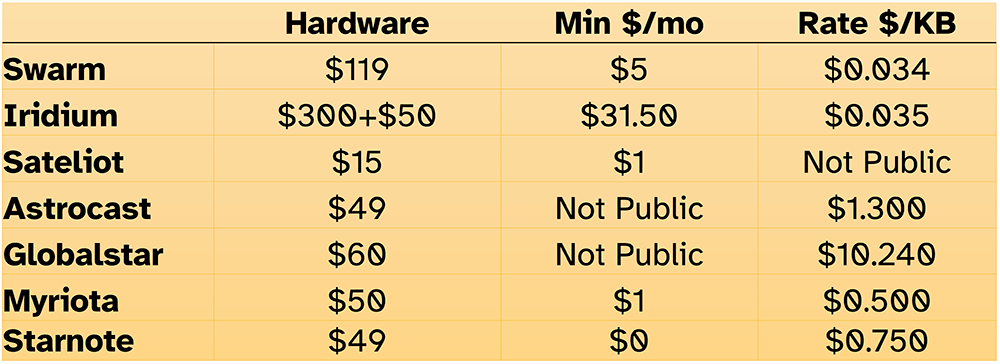 Hardware Min $/mo Rate $/KB
Swarm $119 $5 $0.034
Iridium $300+$50 $31.50 $0.035
Sateliot $15 $1 Not Public
Astrocast $49 Not Public $1.300
Globalstar $60 Not Public $10.240
Myriota $50 $1 $0.500
Starnote $49 $0 $0.750